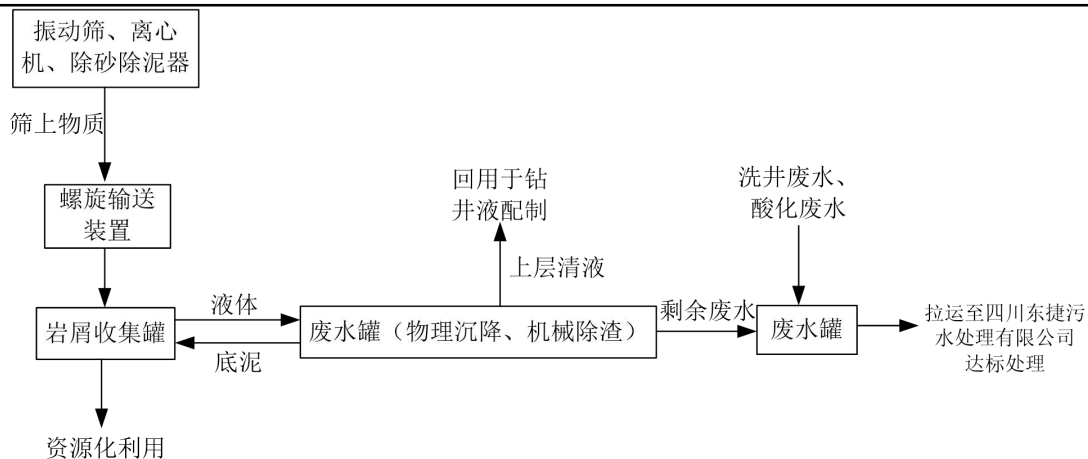 振动筛、离心
机、除砂除泥器
筛上物质
螺旋输送
装置
回用于钻
井液配制
洗井废水、
酸化废水
上层清液
液体
岩屑收集罐
底泥
废水罐（物理沉降、机械除渣）
剩余废水
废水罐
拉运至四川东捷污
水处理有限公司
达标处理
资源化利用